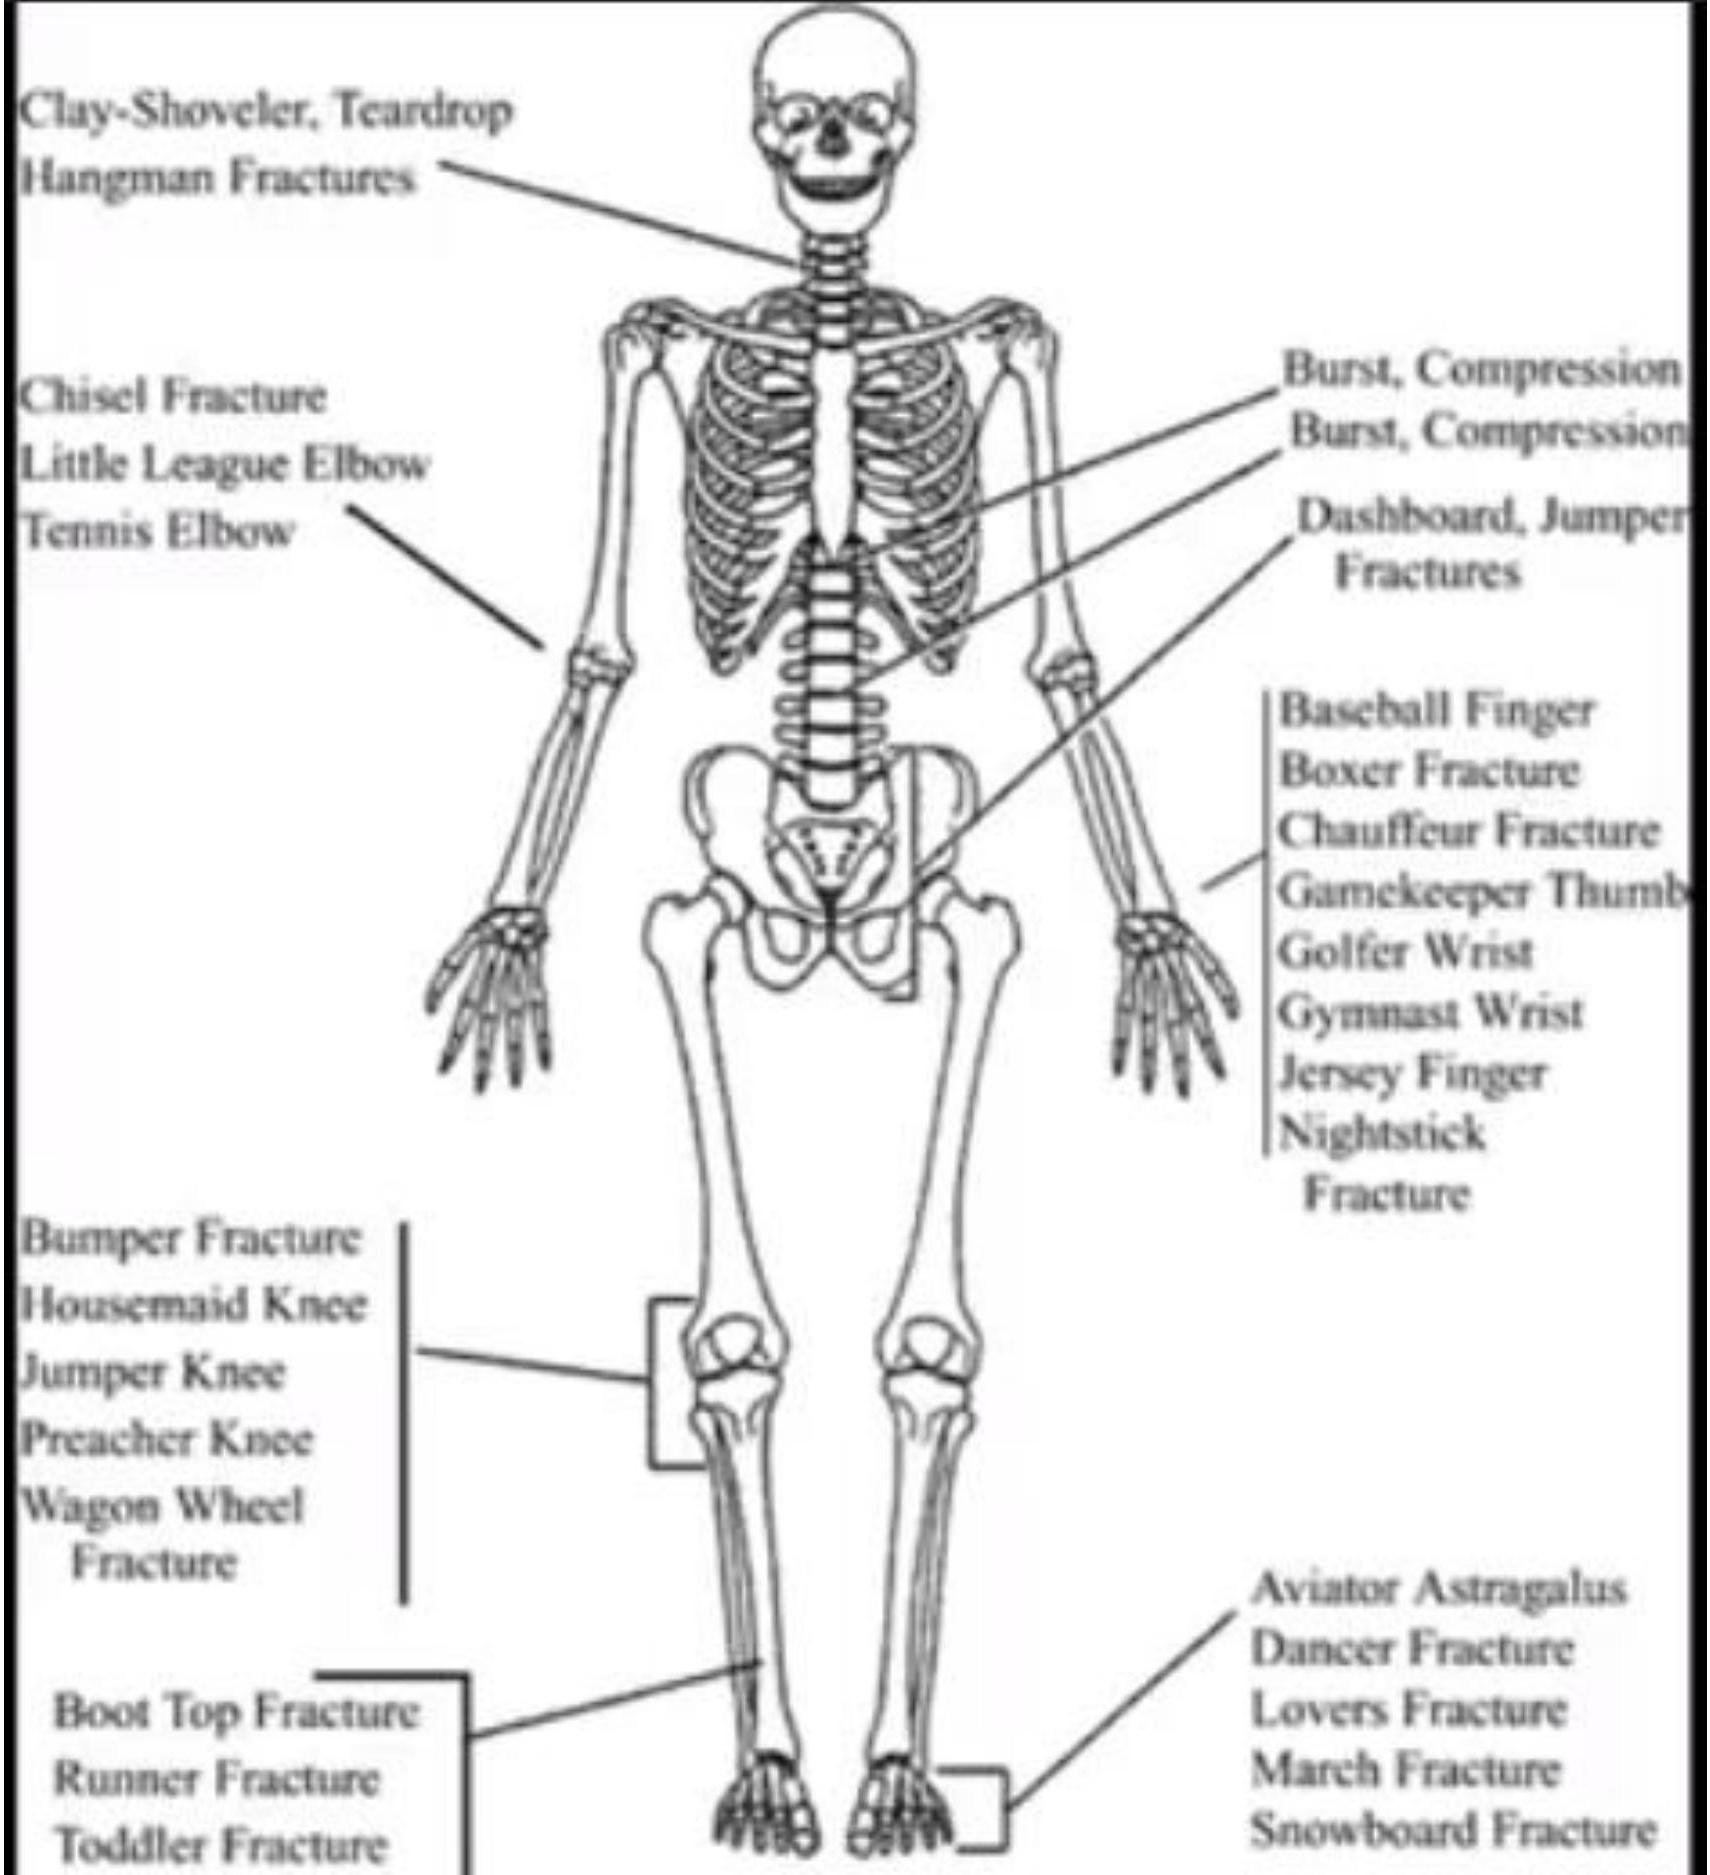 Clay-Shoveler, Teardrop
Hangman Fractures
Chisel Fracture
Little League Elbow
Tennis Elbow
Burst, Compression
Burst, Compression
Dashboard, Jumper
Fractures
Baseball Finger
Boxer Fracture
Chauffeur Fracture
Gamekeeper Thumb
Golfer Wrist
Gymnast Wrist
Jersey Finger
Nightstick
Fracture
Bumper Fracture
Housemaid Knee
Jumper Knee
Preacher Knee
Wagon Wheel
Fracture
Boot Top Fracture
Runner Fracture
Toddler Fracture
Aviator Astragalus
Dancer Fracture
Lovers Fracture
March Fracture
Snowboard Fracture